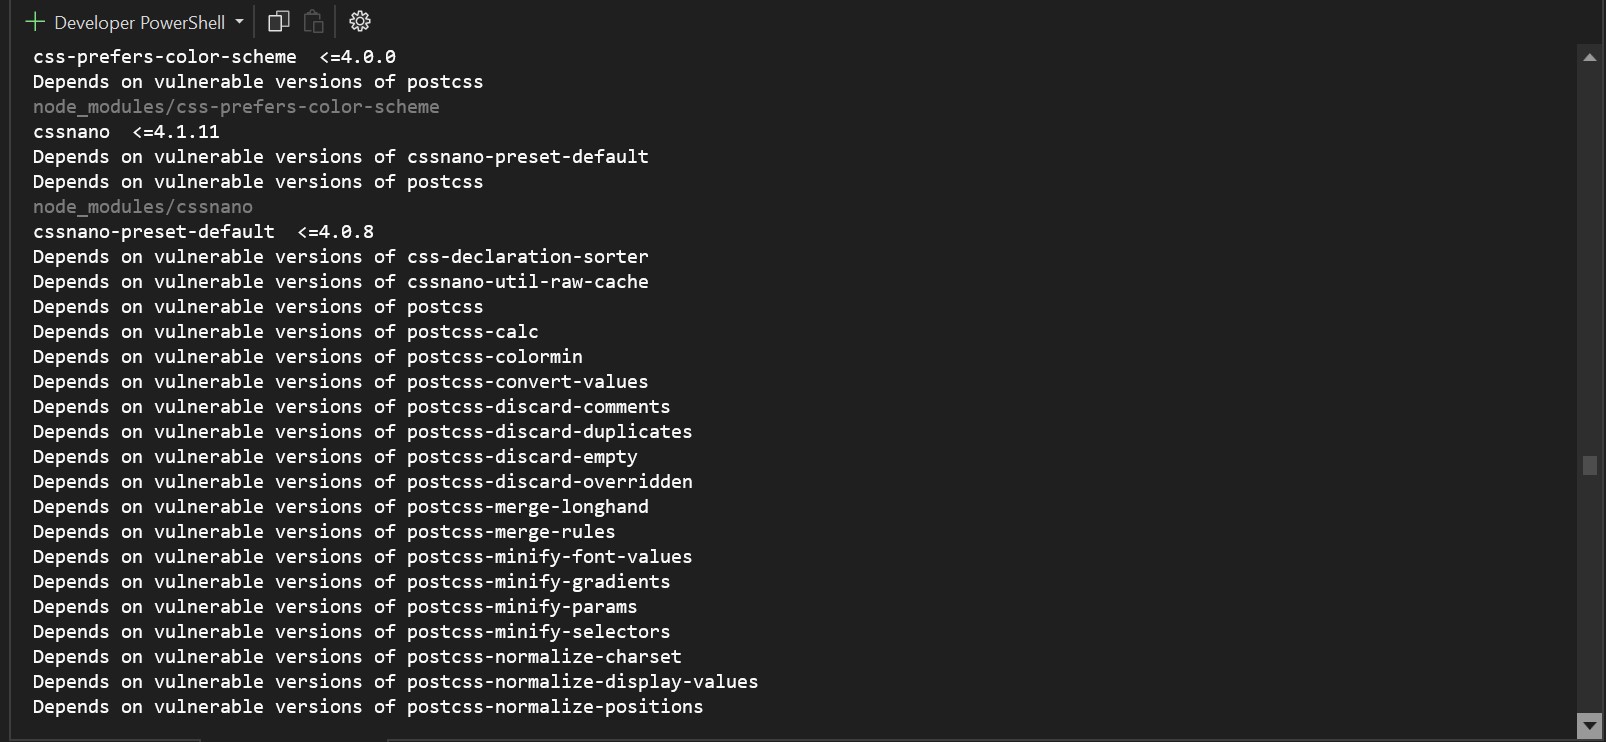 Developer PowerShell
css-prefers-color-scheme  <=4.0.0
Depends on vulnerable versions of postcss
node_modules/css-prefers-color-scheme
cssnano  <=4.1.11
Depends on vulnerable versions of cssnano-preset-default
Depends on vulnerable versions of postcss
node_modules/cssnano
cssnano-preset-default  <=4.0.8
Depends on vulnerable versions of css-declaration-sorter
Depends on vulnerable versions of cssnano-util-raw-cache
Depends on vulnerable versions of postcss
Depends on vulnerable versions of postcss-calc
Depends on vulnerable versions of postcss-colormin
Depends on vulnerable versions of postcss-convert-values
Depends on vulnerable versions of postcss-discard-comments
Depends on vulnerable versions of postcss-discard-duplicates
Depends on vulnerable versions of postcss-discard-empty
Depends on vulnerable versions of postcss-discard-overridden
Depends on vulnerable versions of postcss-merge-longhand
Depends on vulnerable versions of postcss-merge-rules
Depends on vulnerable versions of postcss-minify-font-values
Depends on vulnerable versions of postcss-minify-gradients
Depends on vulnerable versions of postcss-minify-params
Depends on vulnerable versions of postcss-minify-selectors
Depends on vulnerable versions of postcss-normalize-charset
Depends on vulnerable versions of postcss-normalize-display-values
Depends on vulnerable versions of postcss-normalize-positions